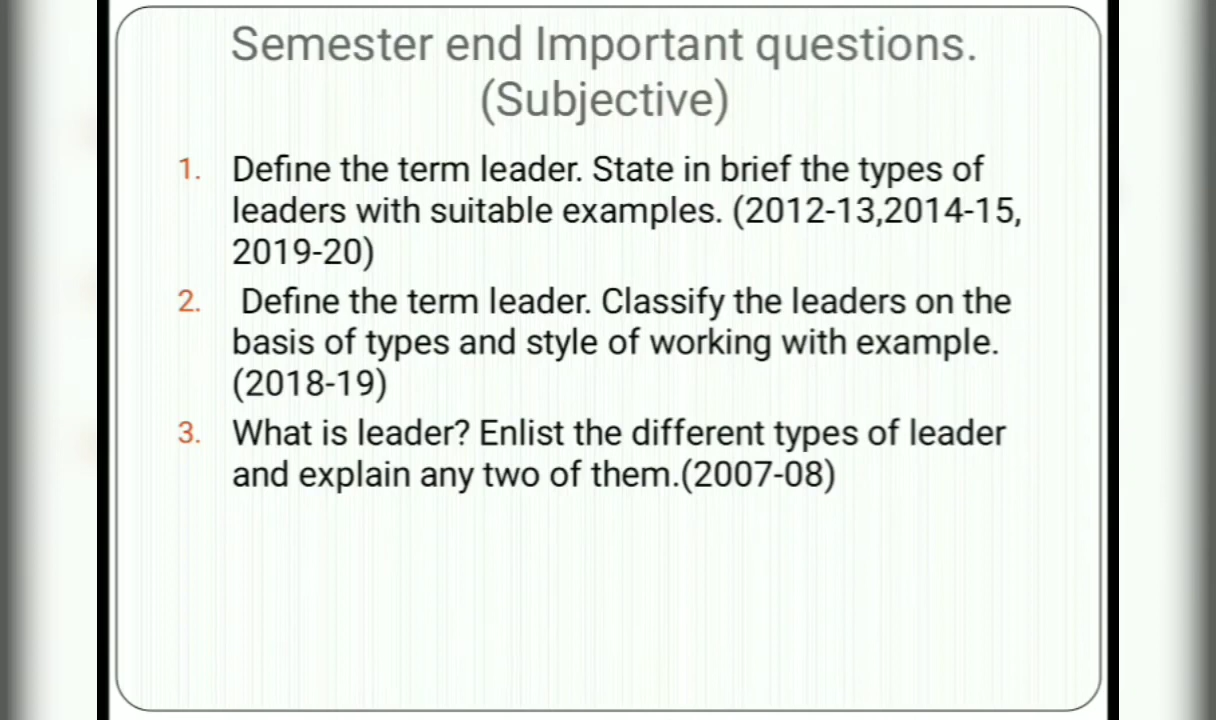 Semester end Important questions.
(Subjective)
1. Define the term leader. State in brief the types of
leaders with suitable examples. (2012-13,2014-15,
2019-20)
2. Define the term leader. Classify the leaders on the
basis of types and style of working with example.
(2018-19)
3. What is leader? Enlist the different types of leader
and explain any two of them.(2007-08)